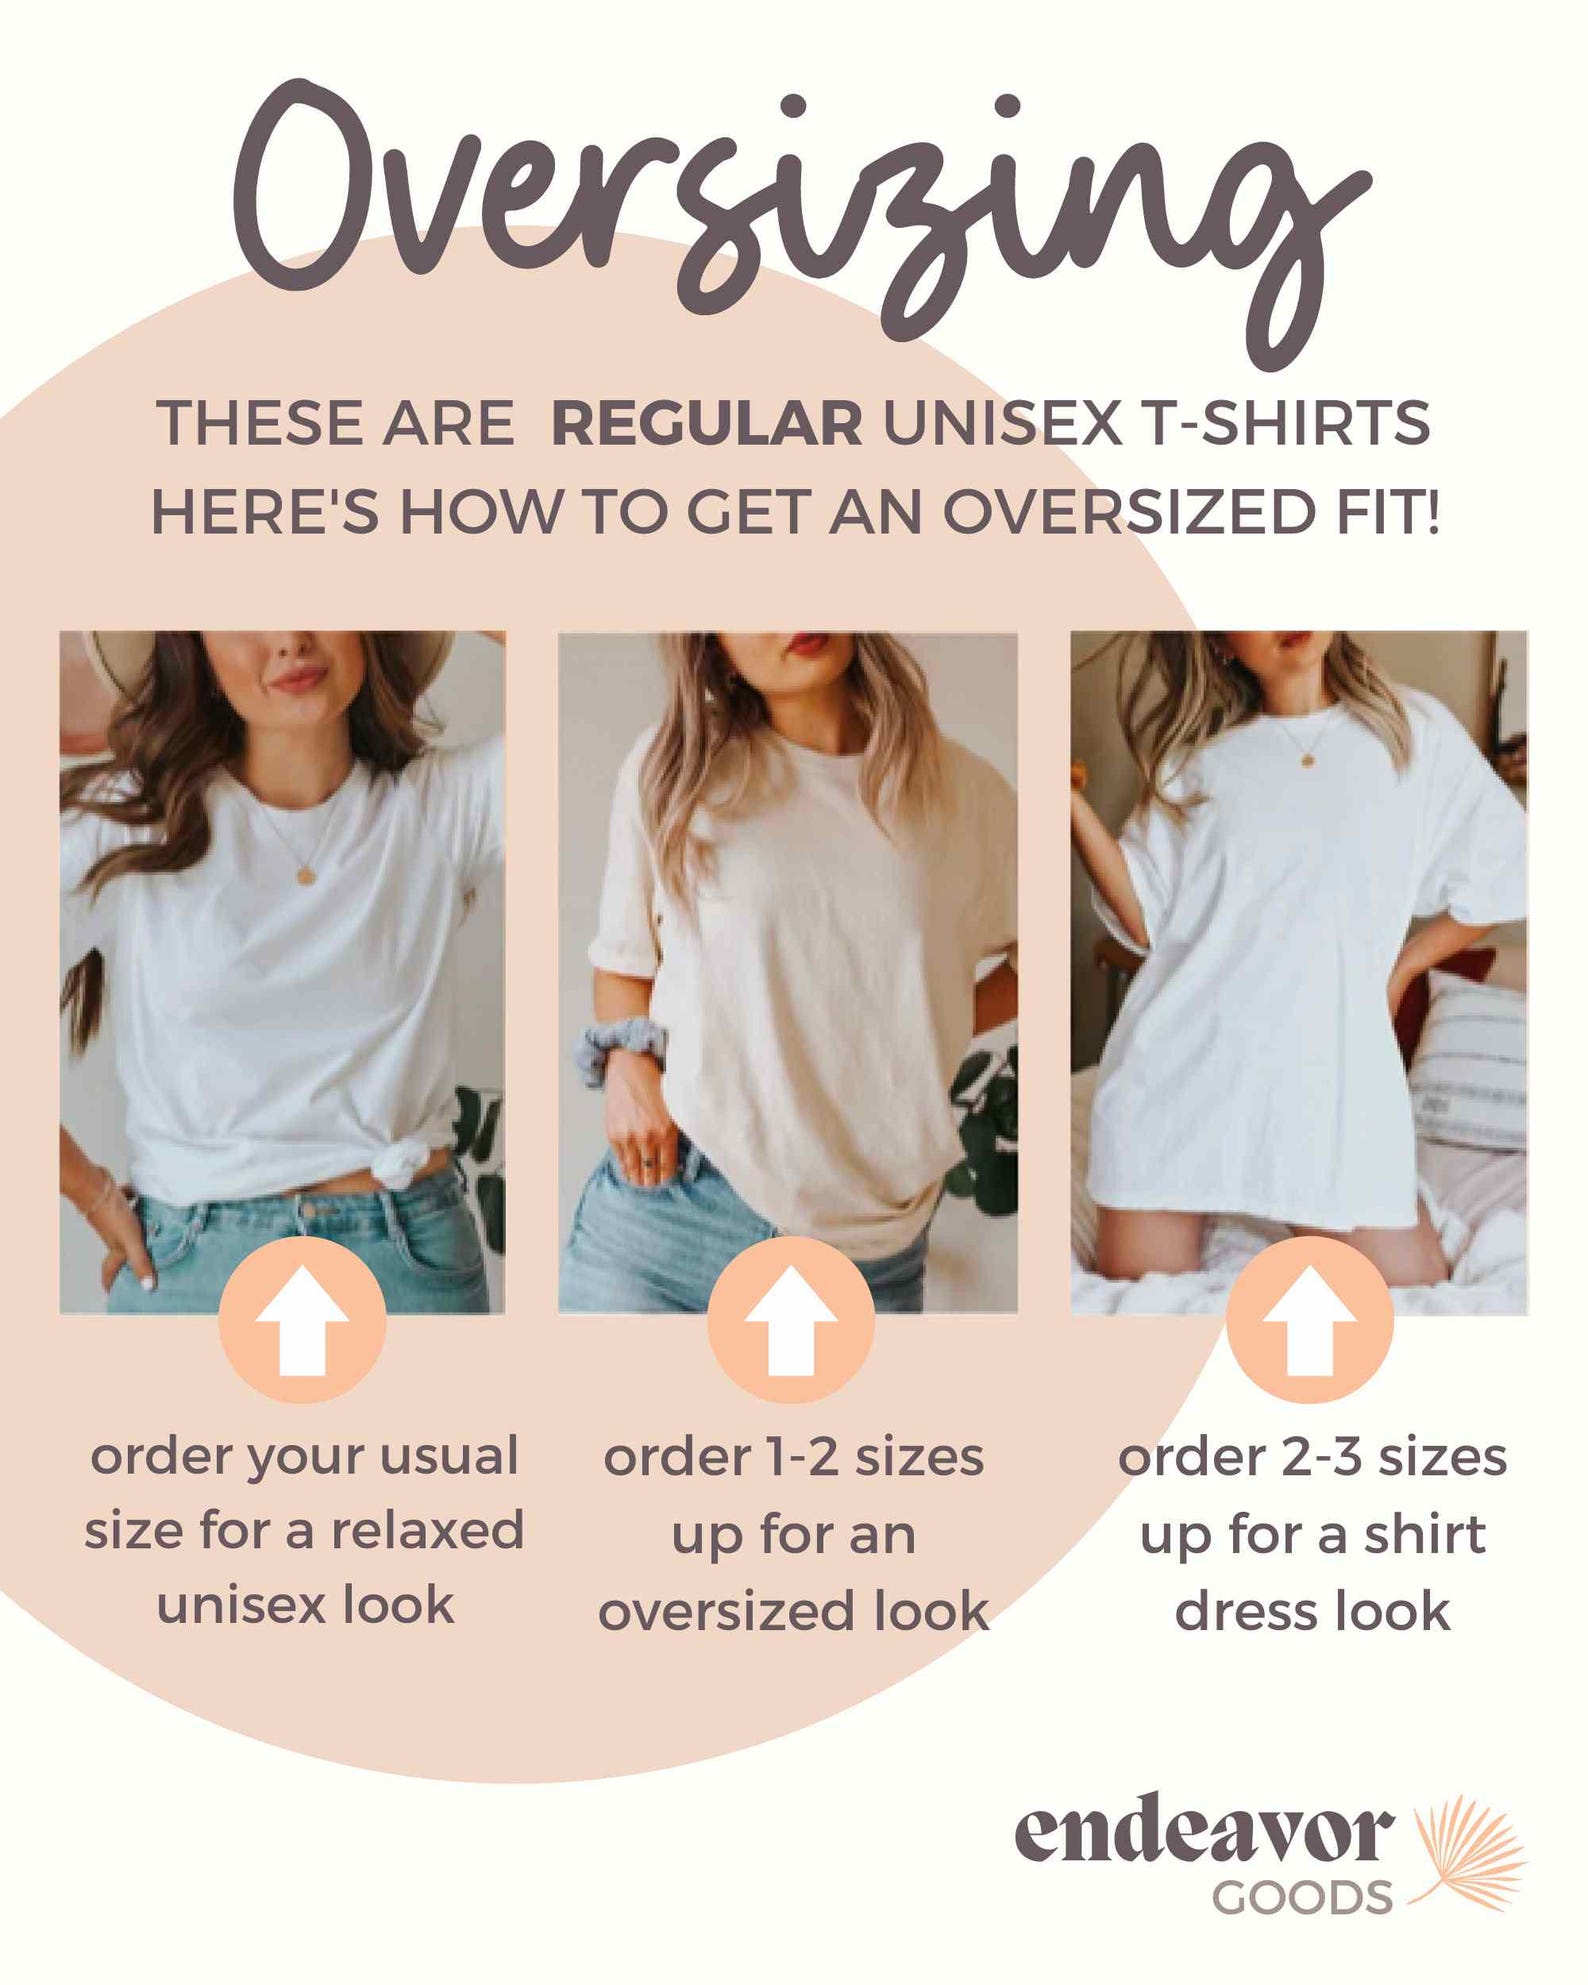 Oversizing
THESE ARE REGULAR UNISEX T-SHIRTS
HERE'S HOW TO GET AN OVERSIZED FIT!
order your usual
size for a relaxed
unisex look
order 1-2 sizes
up for an
oversized look
order 2-3 sizes
up for a shirt
dress look
endeavor
GOODS